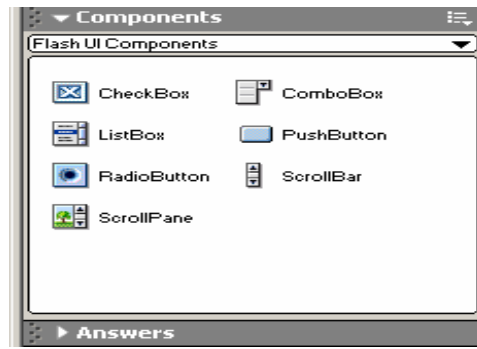 Components
Flash UI Components
CheckBox ComboBox
ListBox PushButton
RadioButton ScrollBar
ScrollPane
Answers